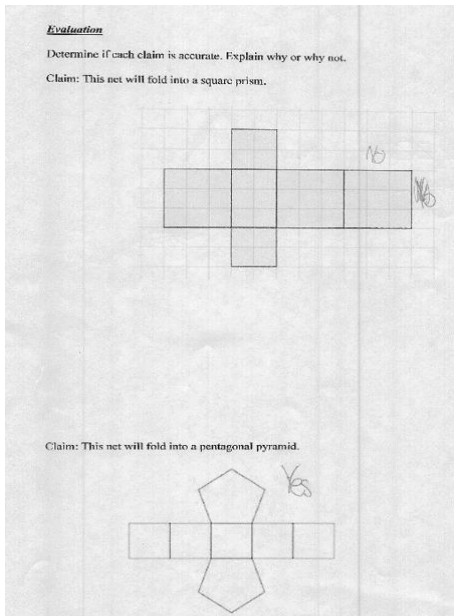 Evaluation
Determine if each claim is accurate. Explain why or why not.
Claim: This net will fold into a square prism.
No
Claim: This net will fold into a pentagonal pyramid.
Yes